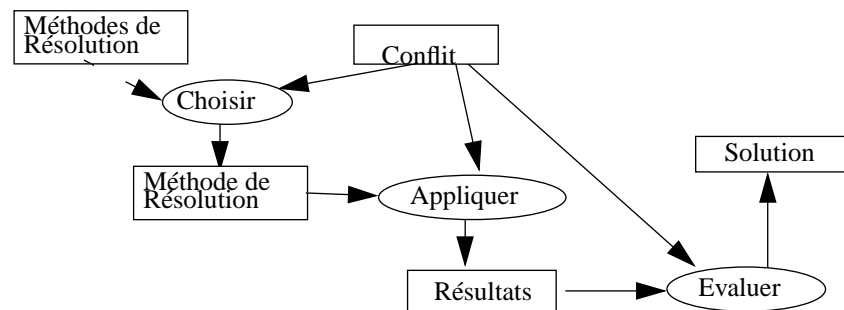 Méthodes de
Résolution
Conflit
Choisir
Solution
Méthode de
Résolution
Appliquer
Résultats
Evaluer